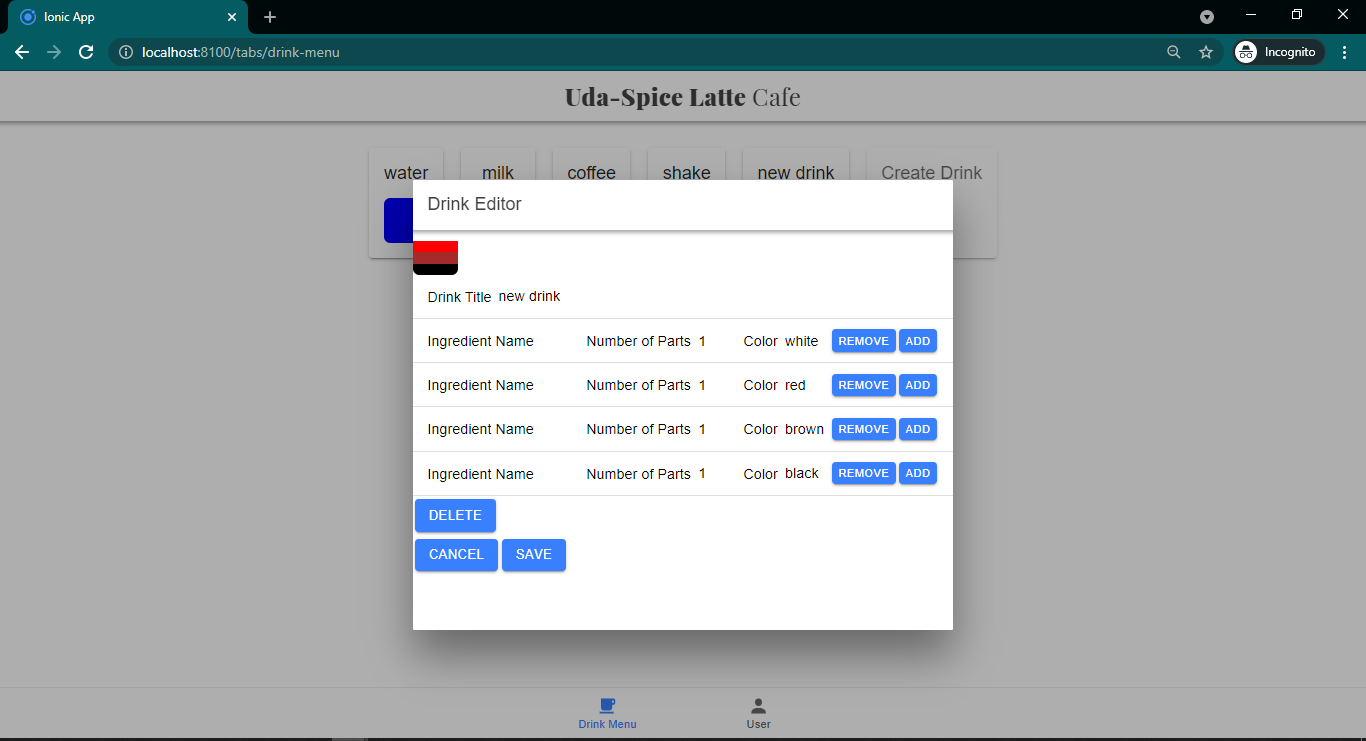 Ionic App
localhost:8100/tabs/drink-menu
Incognito
Uda-Spice Latte Cafe
water milk coffee shake new drink Create Drink
Drink Editor
Drink Title new drink
Ingredient Name Number of Parts 1 Color white REMOVE ADD
Ingredient Name Number of Parts 1 Color red REMOVE ADD
Ingredient Name Number of Parts 1 Color brown REMOVE ADD
Ingredient Name Number of Parts 1 Color black REMOVE ADD
DELETE
CANCEL SAVE
Drink Menu User